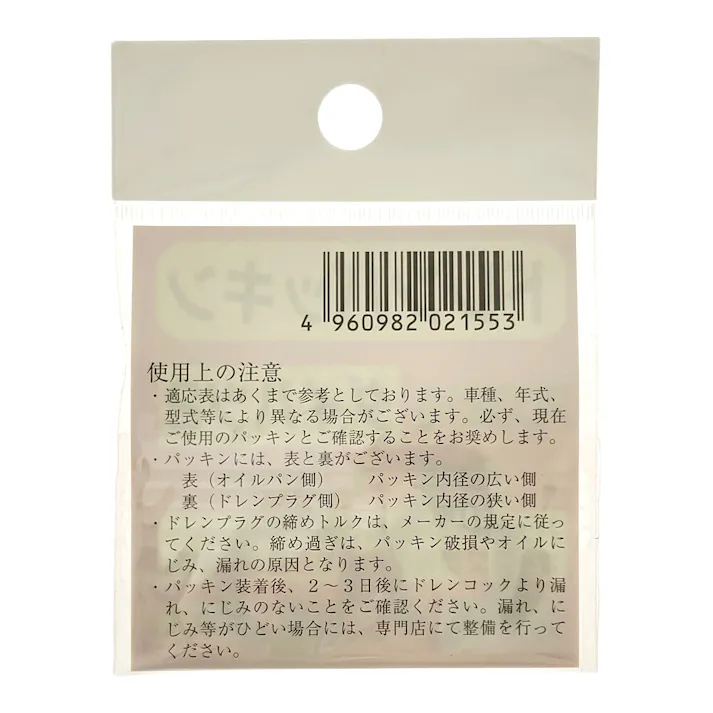 4 960982 021553
使用上の注意
・適応表はあくまで参考としております。車種、年式、
型式等により異なる場合がございます。必ず、現在
ご使用のパッキンとご確認することをお奨めします。
・パッキンには、表と裏がございます。
表（オイルパン側） パッキン内径の広い側
裏（ドレンプラグ側） パッキン内径の狭い側
・ドレンプラグの締めトルクは、メーカーの規定に従っ
てください。締め過ぎは、パッキン破損やオイルに
じみ、漏れの原因となります。
・パッキン装着後、２～３日後にドレンコックより漏
れ、にじみのないことをご確認ください。漏れ、に
じみ等がひどい場合には、専門店にて整備を行って
ください。